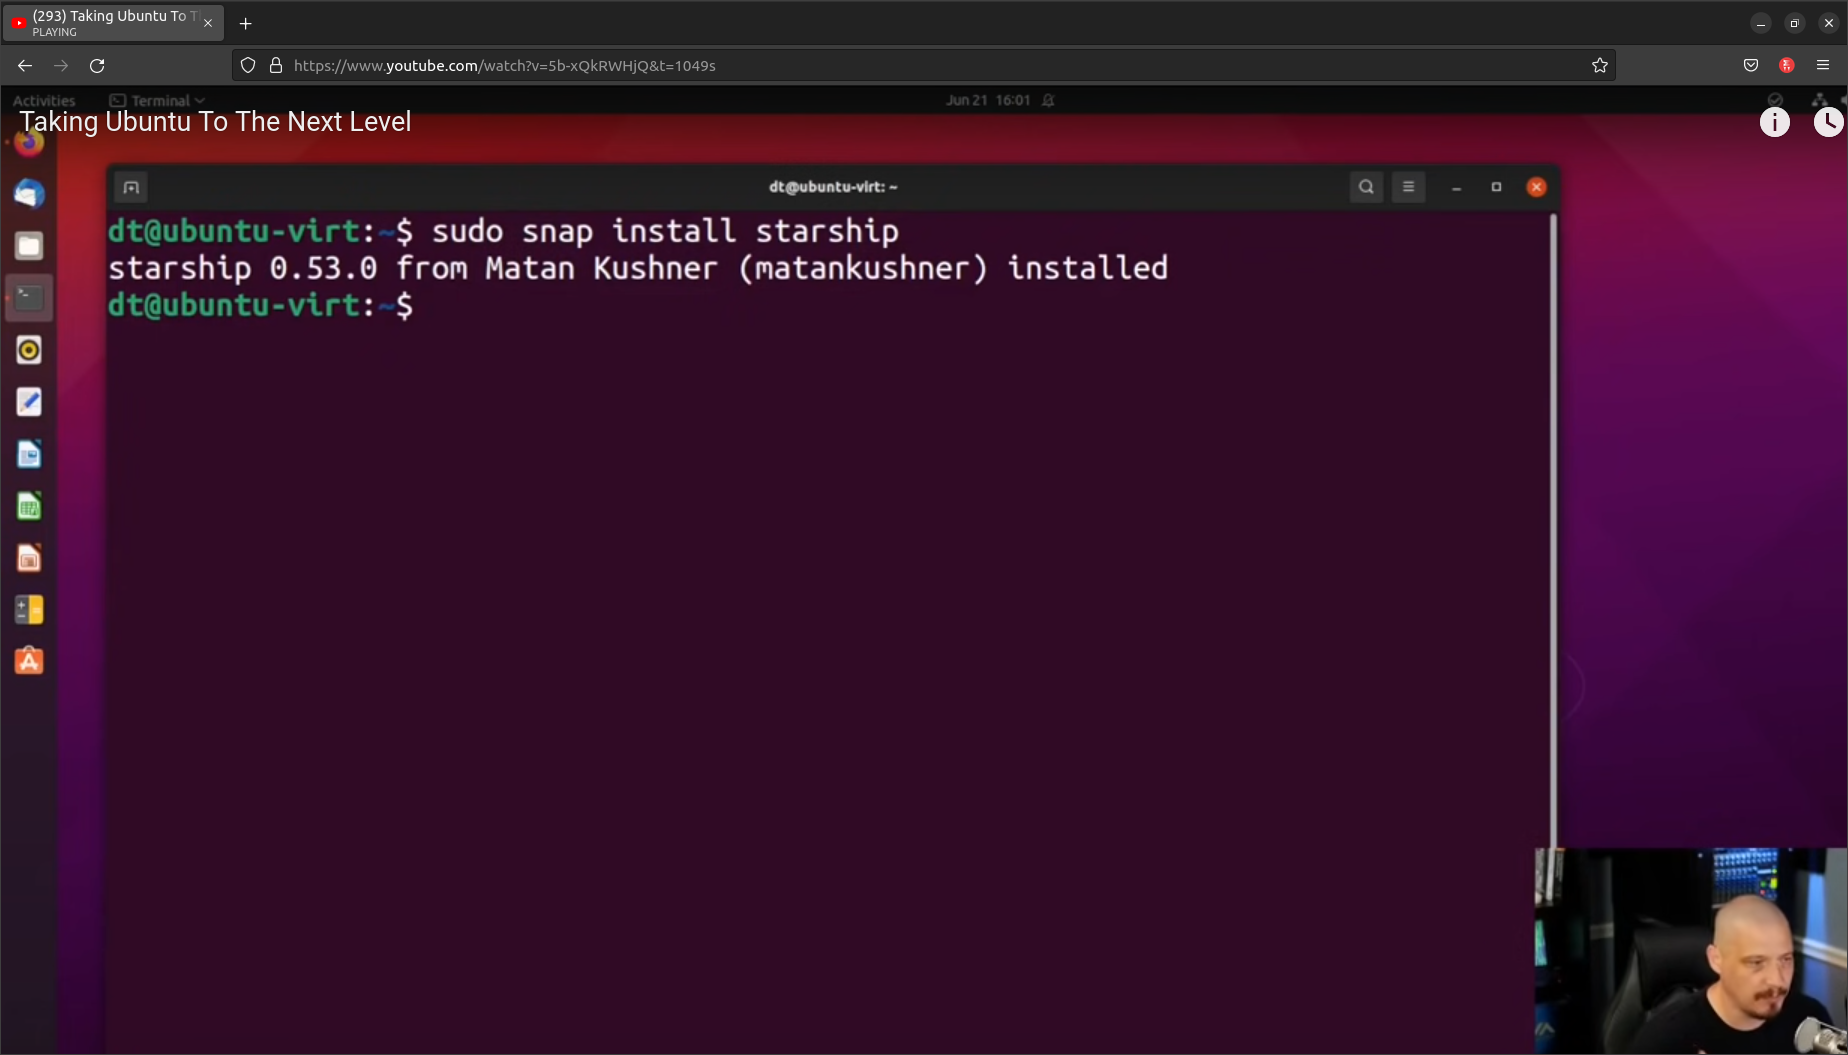 (293) Taking Ubuntu To T
PLAYING
https://www.youtube.com/watch?v=5b-xQkRWHjQ&t=1049s
Activities
Terminal
Jun 21 16:01
Taking Ubuntu To The Next Level
dt@ubuntu-virt: ~
dt@ubuntu-virt:~$ sudo snap install starship
starship 0.53.0 from Matan Kushner (matankushner) installed
dt@ubuntu-virt:~$